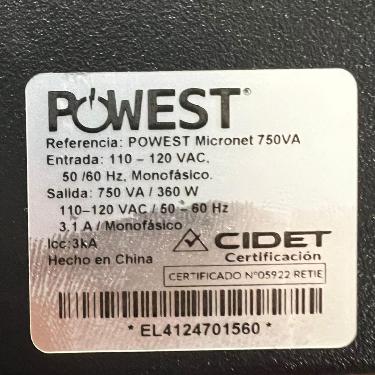 POWEST®
Referencia: POWEST Micronet 750VA
Entrada: 110 – 120 VAC,
50 /60 Hz, Monofásico.
Salida: 750 VA / 360 W
110–120 VAC / 50 – 60 Hz
3.1 A / Monofásico
Icc:3kA
Hecho en China
CIDET
Certificación
CERTIFICADO N°05922 RETIE
* EL4124701560 *